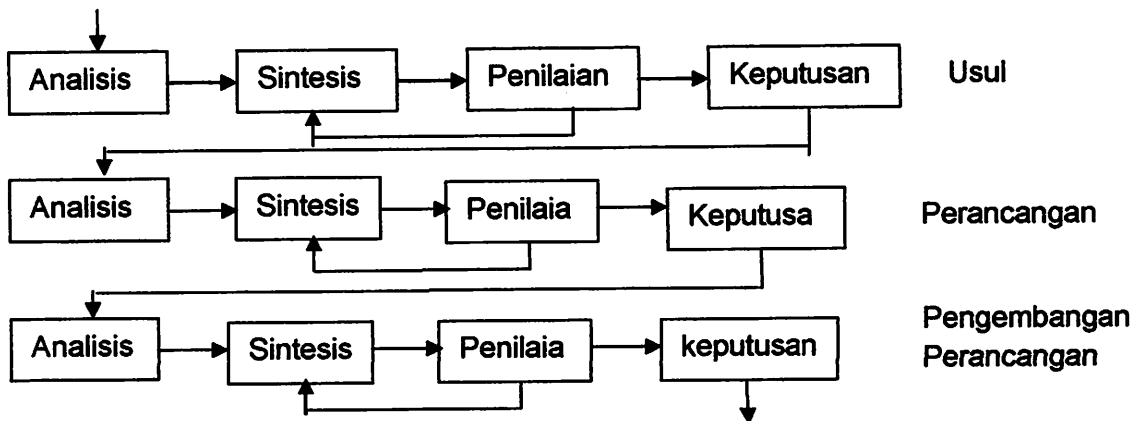 Analisis Sintesis Penilaian Keputusan Usul
Analisis Sintesis Penilaia Keputusa Perancangan
Analisis Sintesis Penilaia keputusan Pengembangan
Perancangan